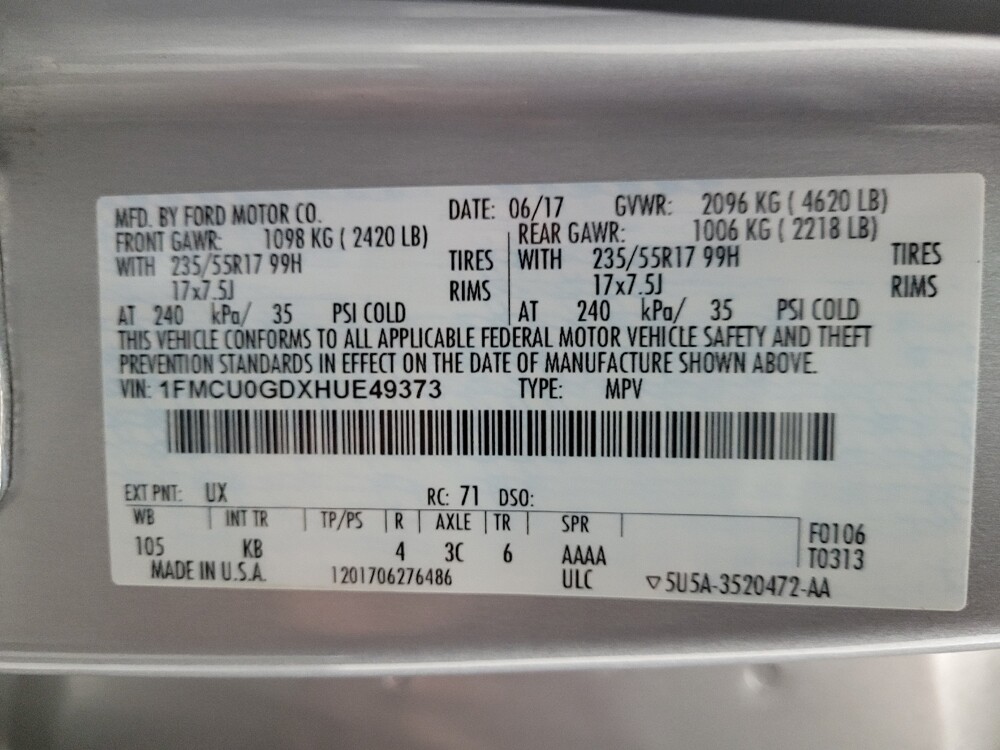 MFD. BY FORD MOTOR CO. DATE: 06/17 GVWR: 2096 KG ( 4620 LB)
FRONT GAWR: 1098 KG ( 2420 LB) REAR GAWR: 1006 KG ( 2218 LB)
WITH 235/55R17 99H TIRES WITH 235/55R17 99H TIRES
17x7.5J RIMS 17x7.5J RIMS
AT 240 kPa/ 35 PSI COLD AT 240 kPa/ 35 PSI COLD
THIS VEHICLE CONFORMS TO ALL APPLICABLE FEDERAL MOTOR VEHICLE SAFETY AND THEFT
PREVENTION STANDARDS IN EFFECT ON THE DATE OF MANUFACTURE SHOWN ABOVE.
VIN: 1FMCU0GDXHUE49373 TYPE: MPV
EXT PNT: UX RC: 71 DSO:
WB INT TR TP/PS R AXLE TR SPR F0106
105 KB 4 3C 6 AAAA T0313
MADE IN U.S.A. 1201706276486 ULC ▽5U5A-3520472-AA